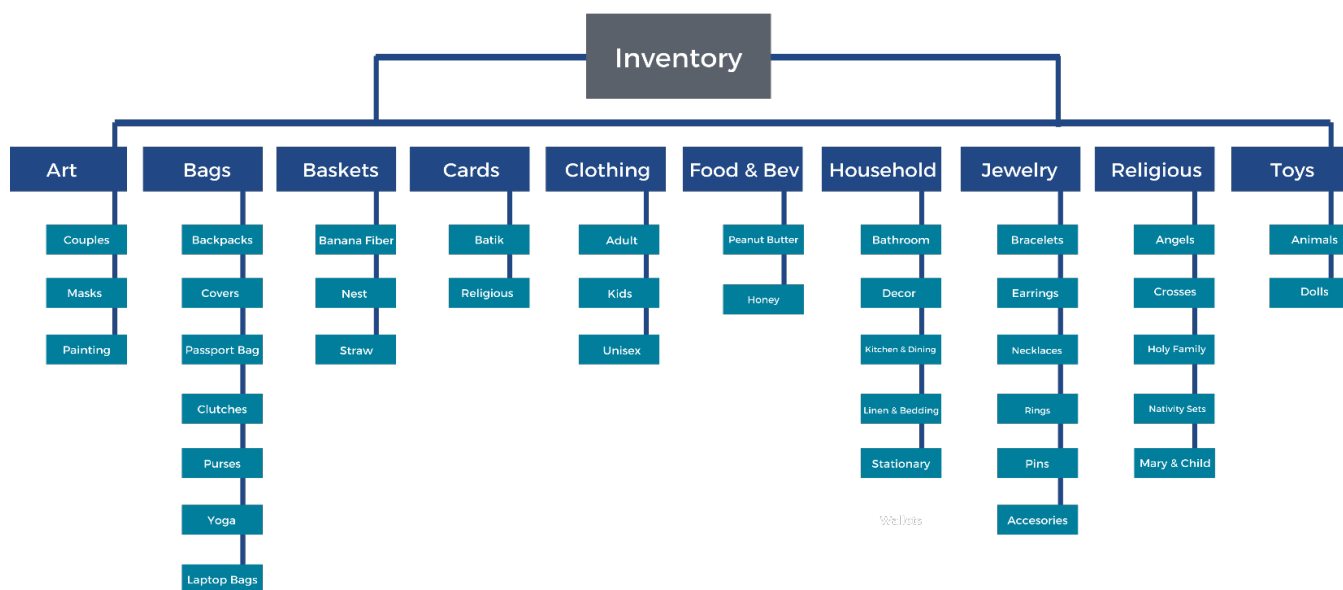 Inventory
Art
Bags
Baskets
Cards
Clothing
Food & Bev
Household
Jewelry
Religious
Toys
Couples
Masks
Painting
Backpacks
Covers
Passport Bag
Clutches
Purses
Yoga
Laptop Bags
Banana Fiber
Nest
Straw
Batik
Religious
Adult
Kids
Unisex
Peanut Butter
Honey
Bathroom
Decor
Kitchen & Dining
Linen & Bedding
Stationary
Wallets
Bracelets
Earrings
Necklaces
Rings
Pins
Accesories
Angels
Crosses
Holy Family
Nativity Sets
Mary & Child
Animals
Dolls